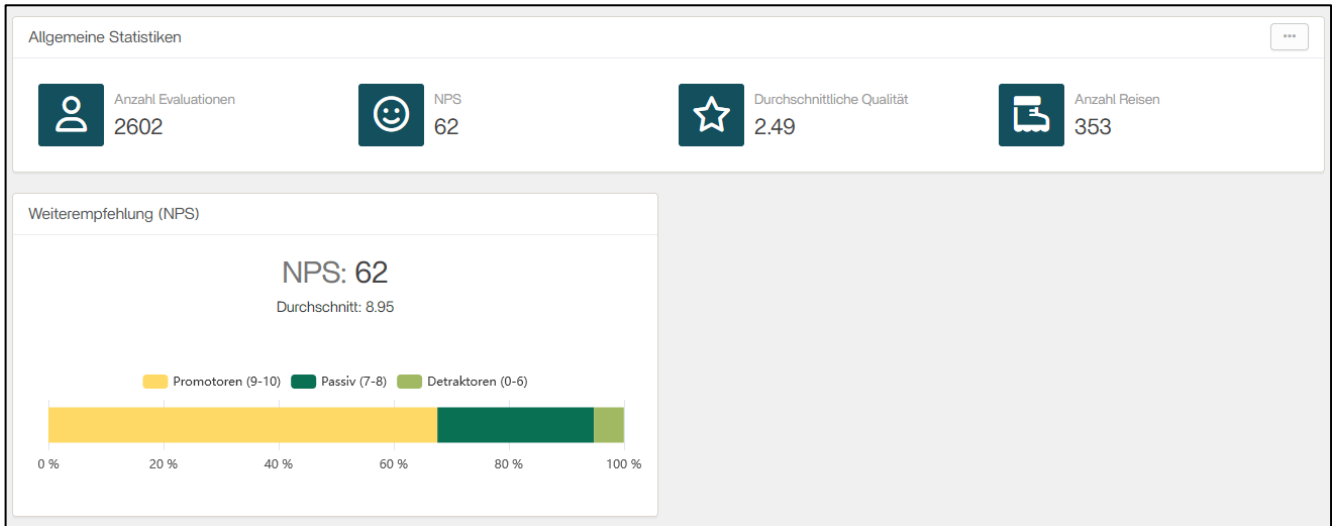 Allgemeine Statistiken
Anzahl Evaluationen
2602
NPS
62
Durchschnittliche Qualität
2.49
Anzahl Reisen
353
Weiterempfehlung (NPS)
NPS: 62
Durchschnitt: 8.95
Promotoren (9-10) Passiv (7-8) Detraktoren (0-6)
0 % 20 % 40 % 60 % 80 % 100 %